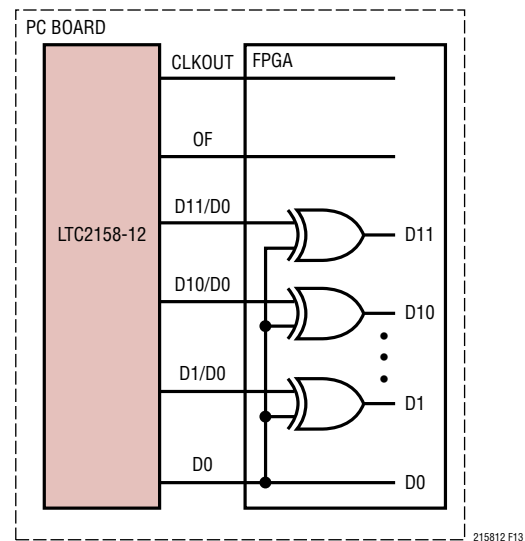 PC BOARD
CLKOUT
FPGA
OF
D11/D0
LTC2158-12
D11
D10/D0
D10
D1/D0
D1
D0
D0
215812 F13